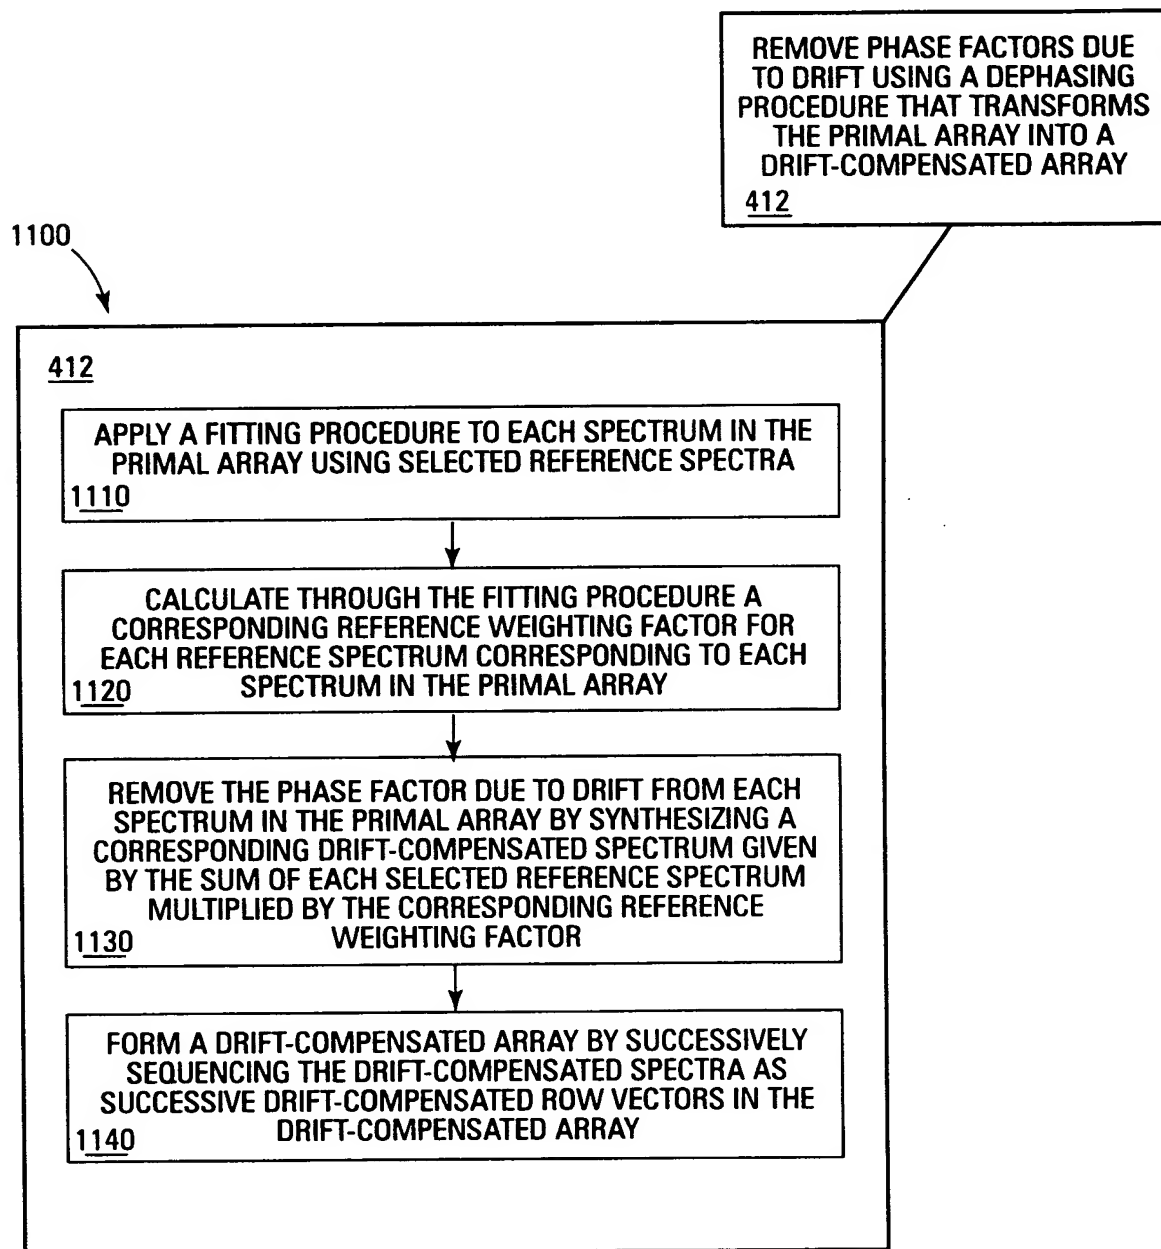 REMOVE PHASE FACTORS DUE
TO DRIFT USING A DEPHASING
PROCEDURE THAT TRANSFORMS
THE PRIMAL ARRAY INTO A
DRIFT-COMPENSATED ARRAY
412
1100
412
APPLY A FITTING PROCEDURE TO EACH SPECTRUM IN THE
PRIMAL ARRAY USING SELECTED REFERENCE SPECTRA
1110
CALCULATE THROUGH THE FITTING PROCEDURE A
CORRESPONDING REFERENCE WEIGHTING FACTOR FOR
EACH REFERENCE SPECTRUM CORRESPONDING TO EACH
SPECTRUM IN THE PRIMAL ARRAY
1120
REMOVE THE PHASE FACTOR DUE TO DRIFT FROM EACH
SPECTRUM IN THE PRIMAL ARRAY BY SYNTHESIZING A
CORRESPONDING DRIFT-COMPENSATED SPECTRUM GIVEN
BY THE SUM OF EACH SELECTED REFERENCE SPECTRUM
MULTIPLIED BY THE CORRESPONDING REFERENCE
WEIGHTING FACTOR
1130
FORM A DRIFT-COMPENSATED ARRAY BY SUCCESSIVELY
SEQUENCING THE DRIFT-COMPENSATED SPECTRA AS
SUCCESSIVE DRIFT-COMPENSATED ROW VECTORS IN THE
DRIFT-COMPENSATED ARRAY
1140